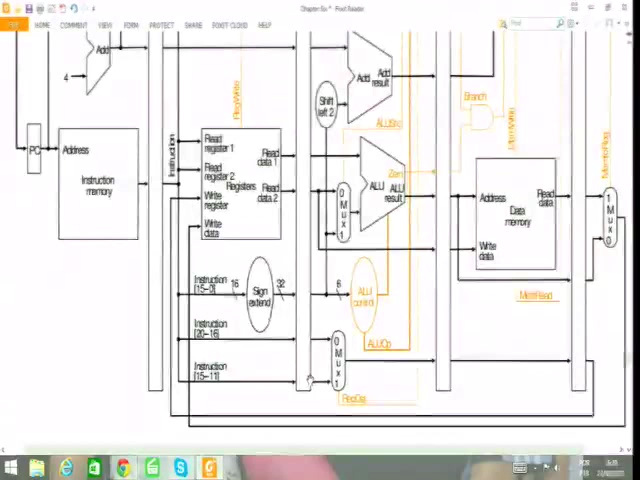 Chapter 5x * - Foxit Reader
FILE HOME COMMENT VIEW FORM PROTECT SHARE FOXIT CLOUD HELP
Find
Add
4
Add
Add
result
Shift
left 2
RegWrite
ALUSrc
Branch
MemWrite
MemtoReg
PC
Address
Instruction
memory
Instruction
Read
register 1
Read
register 2
Write
register
Write
data
Registers
Read
data 1
Read
data 2
0
M
u
x
1
Zero
ALU
ALU
result
Address
Data
memory
Read
data
Write
data
1
M
u
x
0
Instruction
[15–0]
16
Sign
extend
32
6
ALU
control
MemRead
ALUOp
Instruction
[20–16]
Instruction
[15–11]
0
M
u
x
1
RegDst